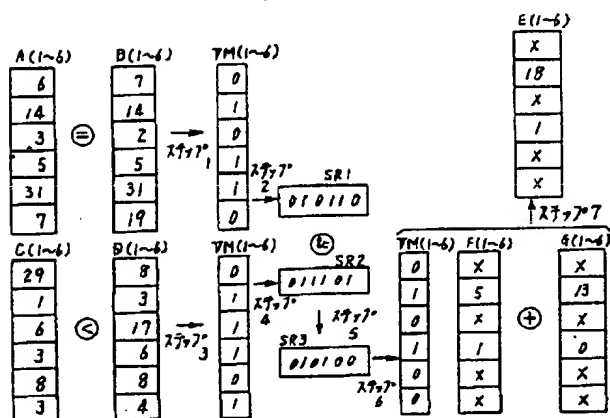 E(1~6)
A(1~6) B(1~6) VM(1~6)
X
6 7 0
18
14 14 1
X
3 = 2 0
1
5 5 1
X
31 31 1
X
7 19 0
ステップ 1
ステップ 2
SR1
010110
&
ステップ 7
C(1~6) D(1~6) VM(1~6)
29 8 0
1 3 1
6 < 17 1
3 6 1
8 8 0
3 4 1
ステップ 3
ステップ 4
SR2
011101
ステップ 5
SR3
010100
ステップ 6
VM(1~6) F(1~6) G(1~6)
0 X X
1 5 13
0 X + X
1 1 0
0 X X
0 X X